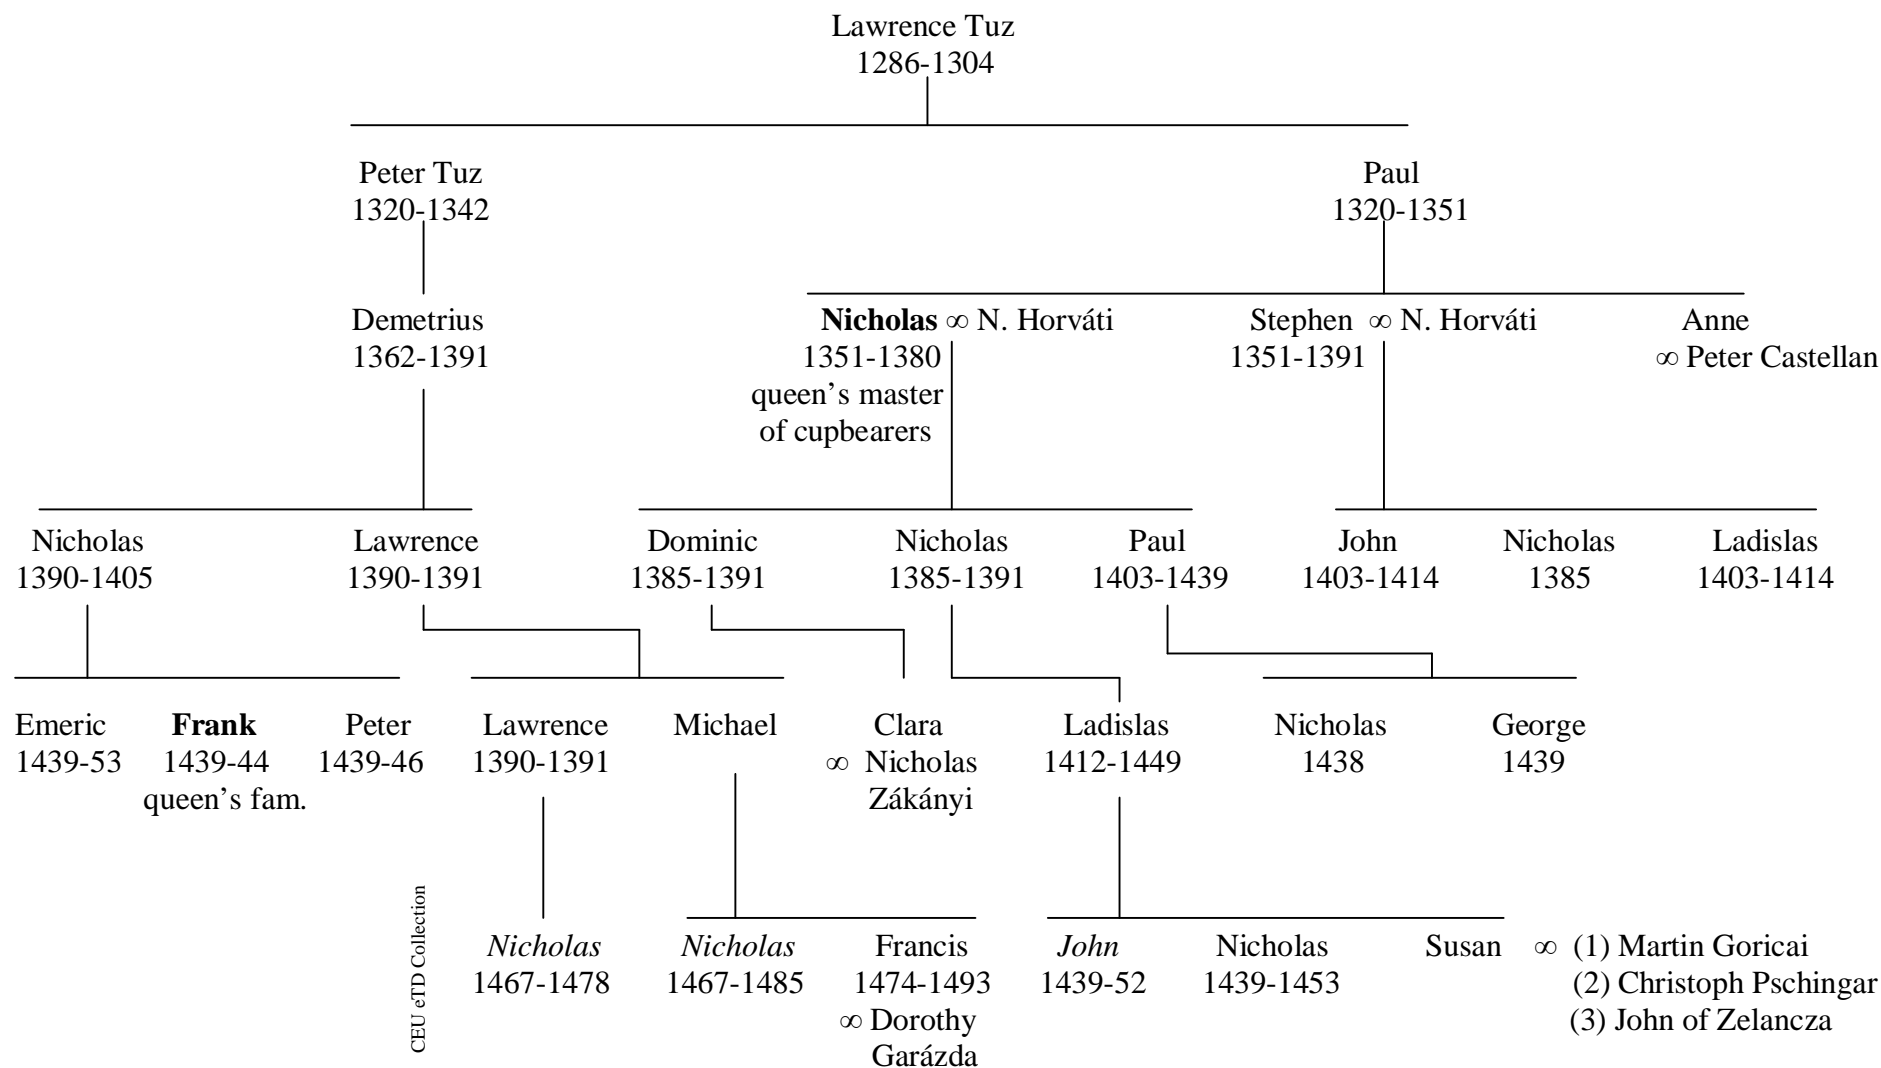 Lawrence Tuz
1286-1304
Peter Tuz
1320-1342
Paul
1320-1351
Demetrius
1362-1391
Nicholas ∞ N. Horváti
1351-1380
queen’s master
of cupbearers
Stephen ∞ N. Horváti
1351-1391
Anne
∞ Peter Castellan
Nicholas
1390-1405
Lawrence
1390-1391
Dominic
1385-1391
Nicholas
1385-1391
Paul
1403-1439
John
1403-1414
Nicholas
1385
Ladislas
1403-1414
Emeric
1439-53
Frank
1439-44
queen’s fam.
Peter
1439-46
Lawrence
1390-1391
Michael
Clara
∞ Nicholas
Zákányi
Ladislas
1412-1449
Nicholas
1438
George
1439
CEU eTD Collection
Nicholas
1467-1478
Nicholas
1467-1485
Francis
1474-1493
∞ Dorothy
Garázda
John
1439-52
Nicholas
1439-1453
Susan ∞ (1) Martin Goricai
(2) Christoph Pschingar
(3) John of Zelancza